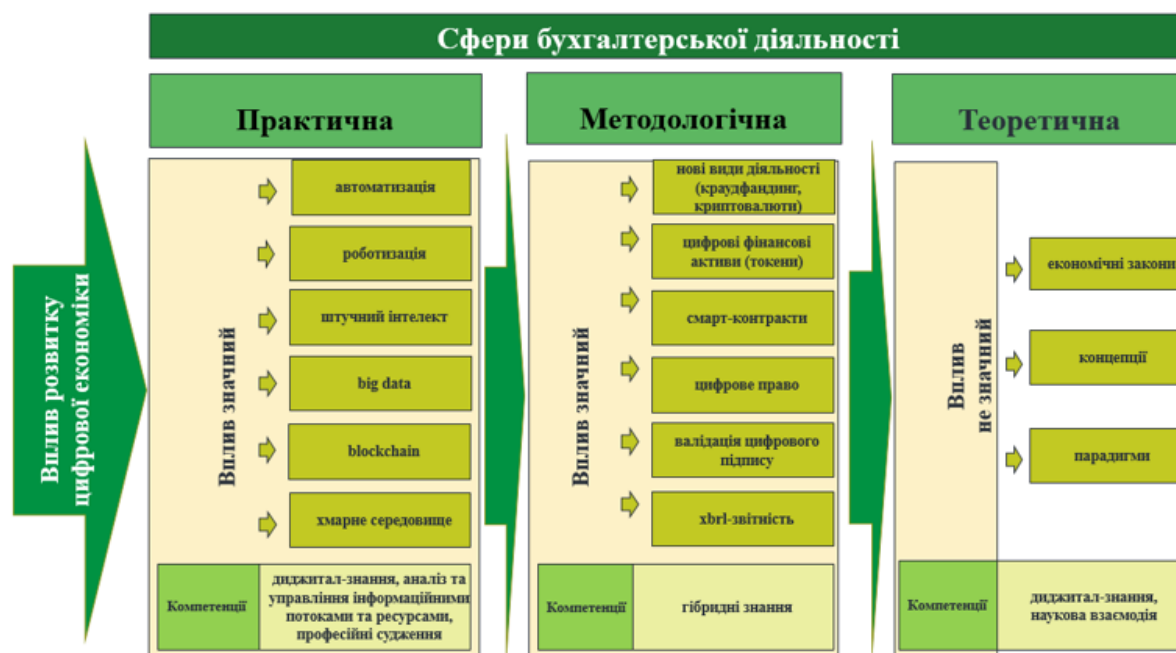 Сфери бухгалтерської діяльності
Вплив розвитку
цифрової економіки
Практична
Вплив значний
автоматизація
роботизація
штучний інтелект
big data
blockchain
хмарне середовище
Компетенції
диджитал-знання, аналіз та
управління інформаційними
потоками та ресурсами,
професійні судження
Методологічна
Вплив значний
нові види діяльності
(краудфандинг,
криптовалюти)
цифрові фінансові
активи (токени)
смарт-контракти
цифрове право
валідація цифрового
підпису
xbrl-звітність
Компетенції
гібридні знання
Теоретична
Вплив
не значний
економічні закони
концепції
парадигми
Компетенції
диджитал-знання,
наукова взаємодія